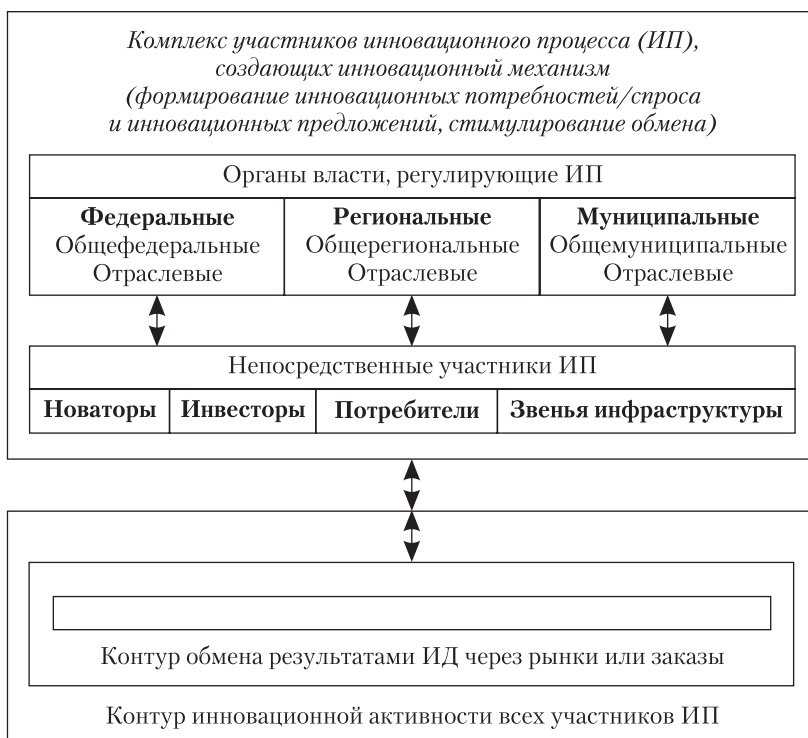 Комплекс участников инновационного процесса (ИП),
создающих инновационный механизм
(формирование инновационных потребностей/спроса
и инновационных предложений, стимулирование обмена)
Органы власти, регулирующие ИП
Федеральные
Общефедеральные
Отраслевые
Региональные
Общерегиональные
Отраслевые
Муниципальные
Общемуниципальные
Отраслевые
Непосредственные участники ИП
Новаторы
Инвесторы
Потребители
Звенья инфраструктуры
Контур обмена результатами ИД через рынки или заказы
Контур инновационной активности всех участников ИП